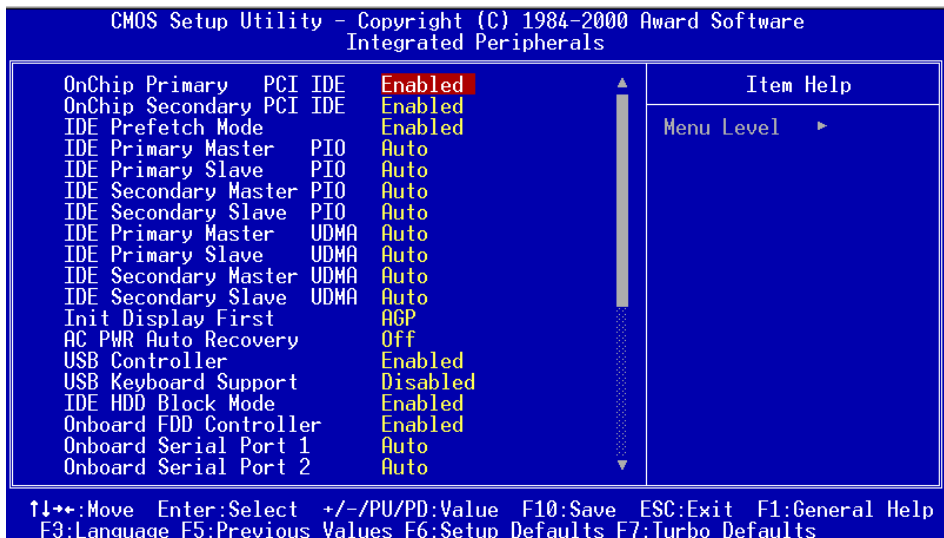 CMOS Setup Utility - Copyright (C) 1984-2000 Award Software
Integrated Peripherals
OnChip Primary PCI IDE Enabled
OnChip Secondary PCI IDE Enabled
IDE Prefetch Mode Enabled
IDE Primary Master PIO Auto
IDE Primary Slave PIO Auto
IDE Secondary Master PIO Auto
IDE Secondary Slave PIO Auto
IDE Primary Master UDMA Auto
IDE Primary Slave UDMA Auto
IDE Secondary Master UDMA Auto
IDE Secondary Slave UDMA Auto
Init Display First AGP
AC PWR Auto Recovery Off
USB Controller Enabled
USB Keyboard Support Disabled
IDE HDD Block Mode Enabled
Onboard FDD Controller Enabled
Onboard Serial Port 1 Auto
Onboard Serial Port 2 Auto
Item Help
Menu Level ►
↑↓→←:Move Enter:Select +/-/PU/PD:Value F10:Save ESC:Exit F1:General Help
F3:Language F5:Previous Values F6:Setup Defaults F7:Turbo Defaults